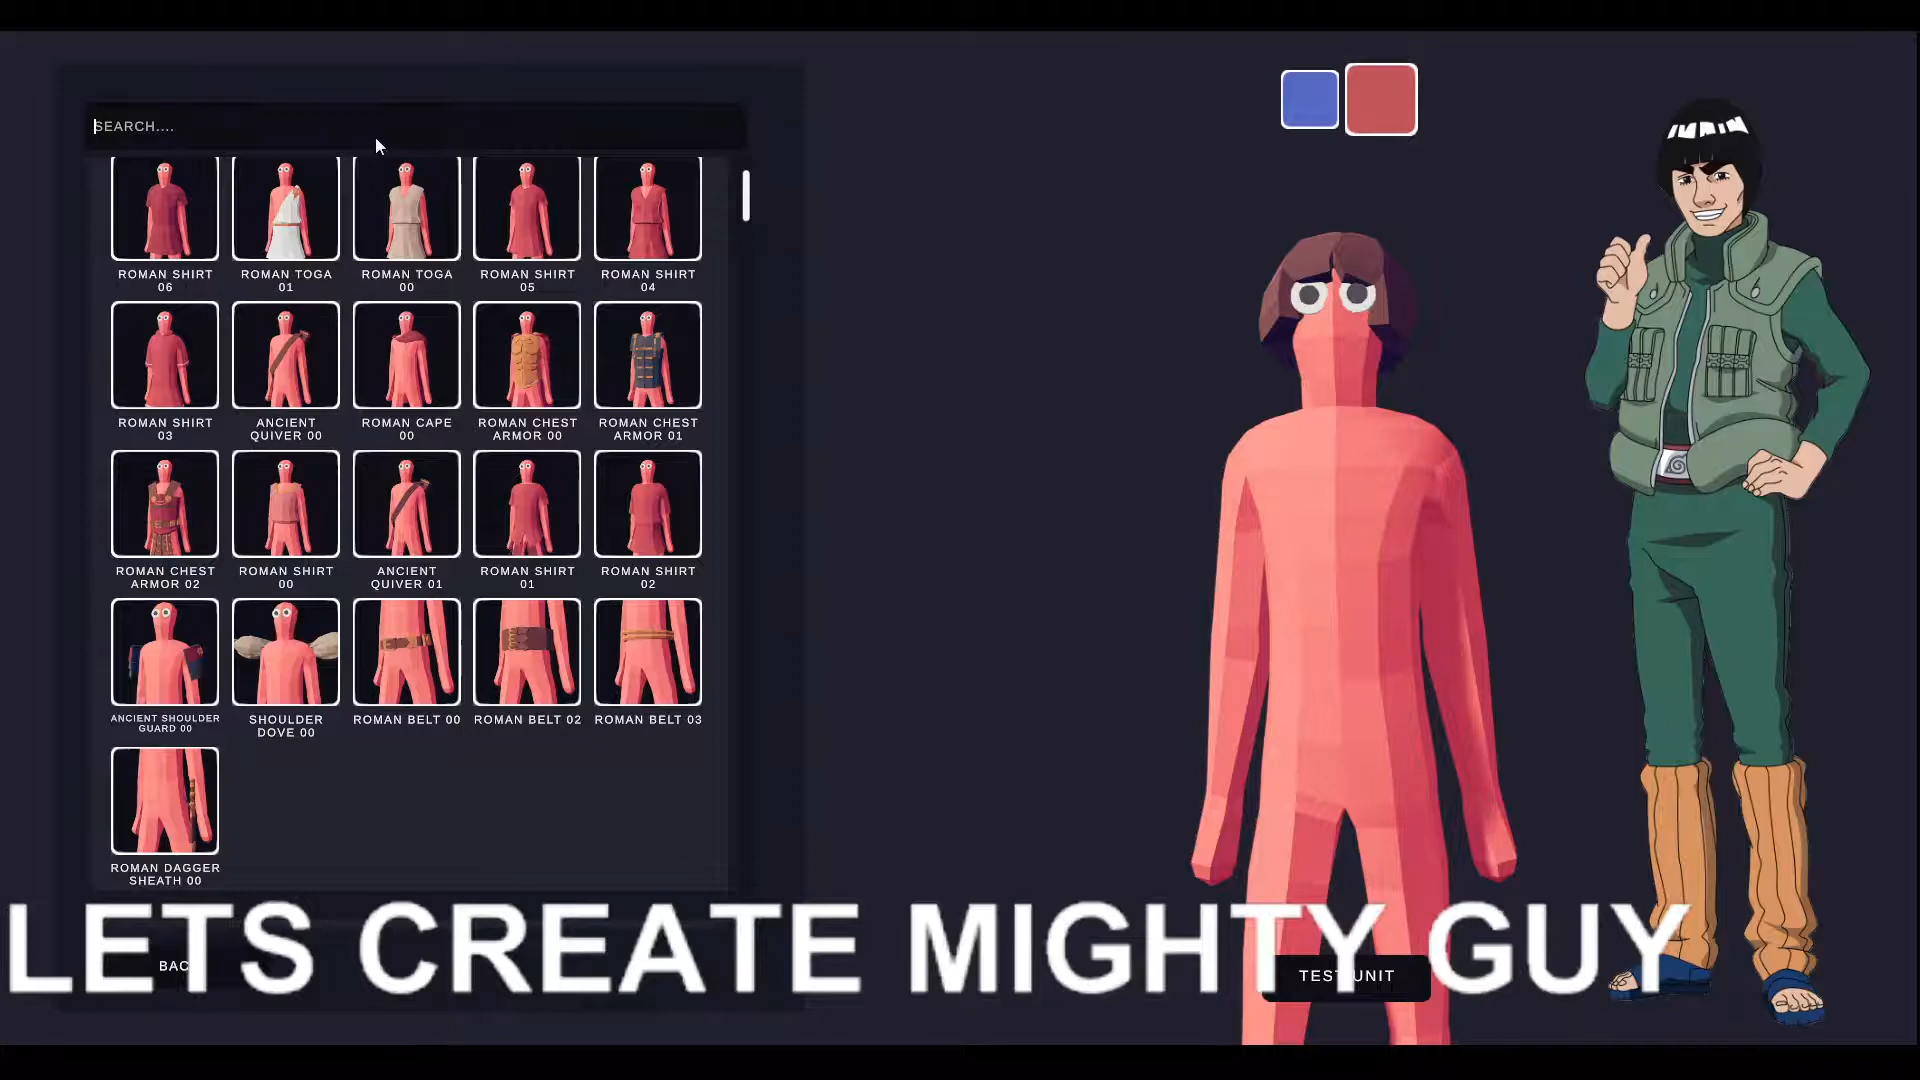 SEARCH....
ROMAN SHIRT
06
ROMAN TOGA
01
ROMAN TOGA
00
ROMAN SHIRT
05
ROMAN SHIRT
04
ROMAN SHIRT
03
ANCIENT
QUIVER 00
ROMAN CAPE
00
ROMAN CHEST
ARMOR 00
ROMAN CHEST
ARMOR 01
ROMAN CHEST
ARMOR 02
ROMAN SHIRT
00
ANCIENT
QUIVER 01
ROMAN SHIRT
01
ROMAN SHIRT
02
ANCIENT SHOULDER
GUARD 00
SHOULDER
DOVE 00
ROMAN BELT 00
ROMAN BELT 02
ROMAN BELT 03
ROMAN DAGGER
SHEATH 00
LETS CREATE MIGHTY GUY
BAC
TEST UNIT